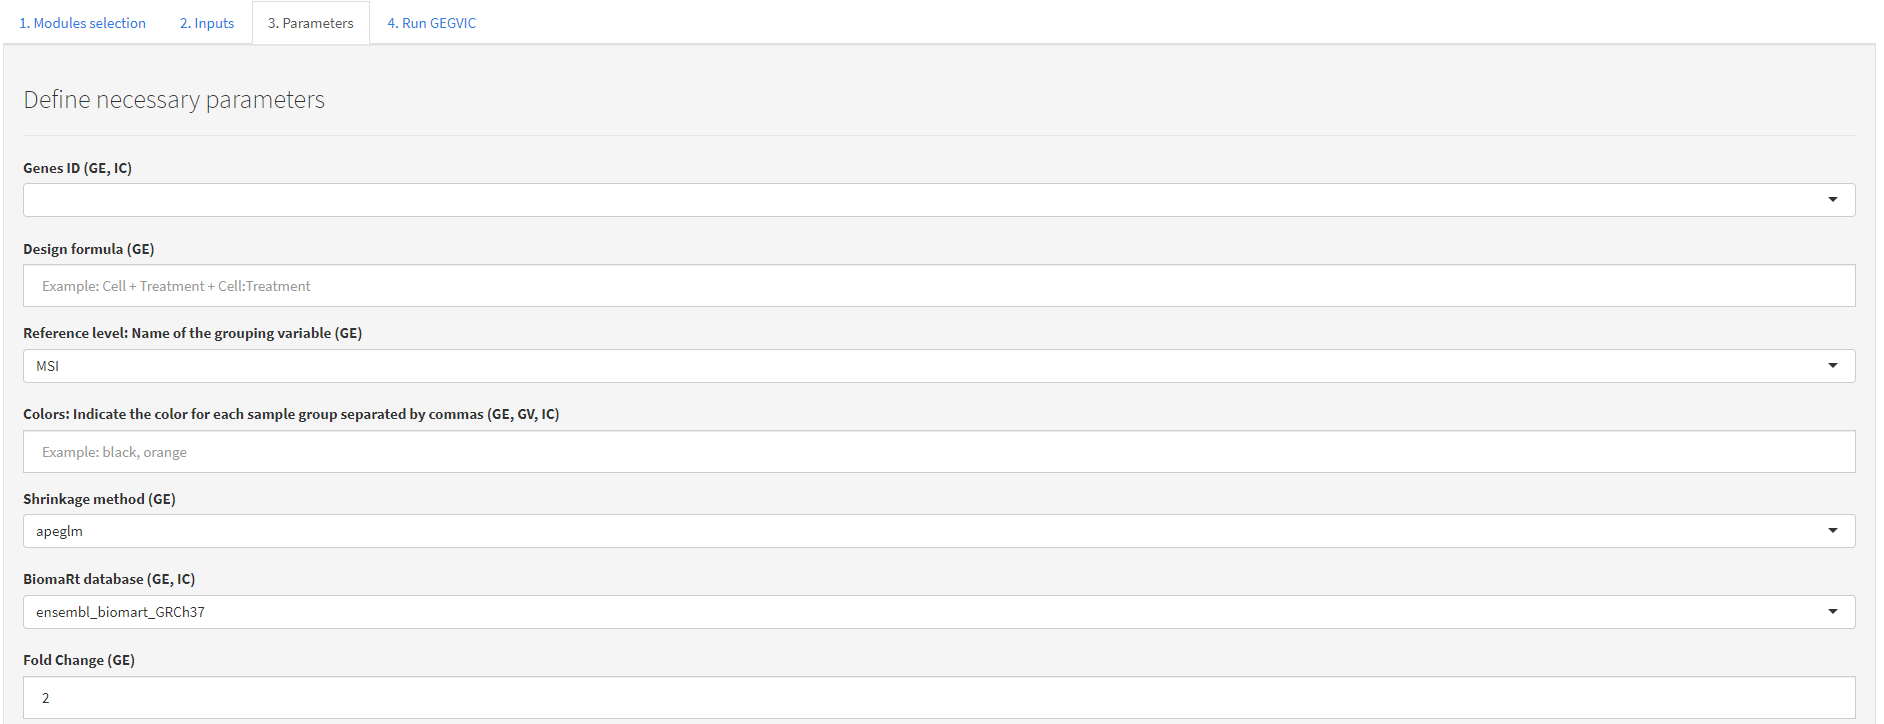 1. Modules selection 2. Inputs 3. Parameters 4. Run GEGVIC
Define necessary parameters
Genes ID (GE, IC)
Design formula (GE)
Example: Cell + Treatment + Cell:Treatment
Reference level: Name of the grouping variable (GE)
MSI
Colors: Indicate the color for each sample group separated by commas (GE, GV, IC)
Example: black, orange
Shrinkage method (GE)
apeglm
BiomaRt database (GE, IC)
ensembl_biomart_GRCh37
Fold Change (GE)
2